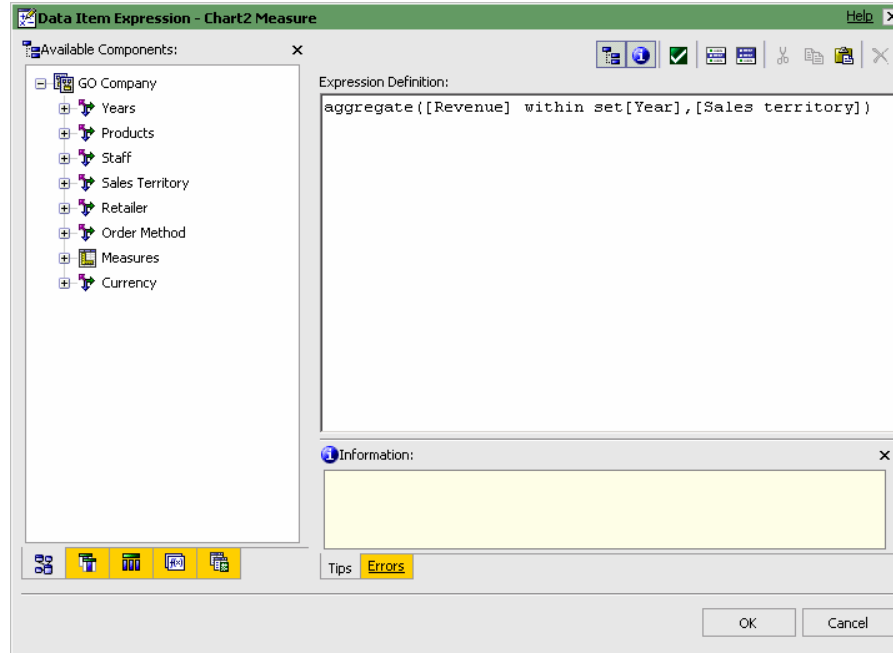 Data Item Expression - Chart2 Measure
Help
Available Components:
GO Company
Years
Products
Staff
Sales Territory
Retailer
Order Method
Measures
Currency
Expression Definition:
aggregate([Revenue] within set[Year],[Sales territory])
Information:
Tips Errors
OK Cancel